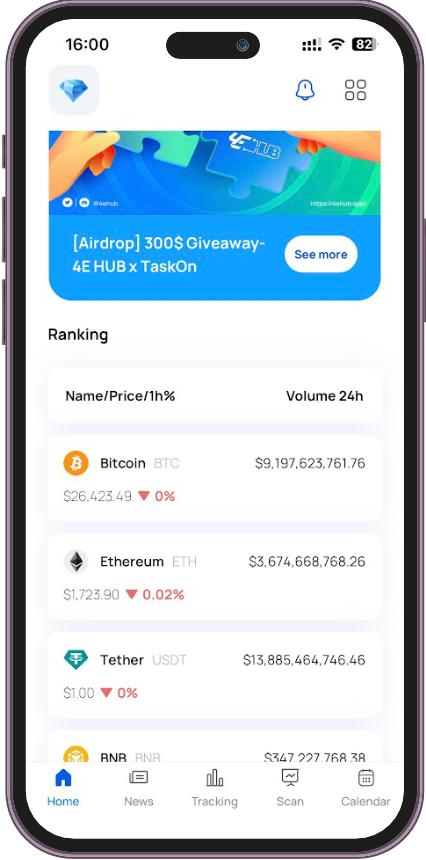 16:00
82
4E HUB
@4ehub
https://4ehub.app/
[Airdrop] 300$ Giveaway-
4E HUB x TaskOn
See more
Ranking
Name/Price/1h% Volume 24h
Bitcoin BTC $9,197,623,761.76
$26,423.49 ▼ 0%
Ethereum ETH $3,674,668,768.26
$1,723.90 ▼ 0.02%
Tether USDT $13,885,464,746.46
$1.00 ▼ 0%
BNB BNB $347,227,768.38
Home News Tracking Scan Calendar